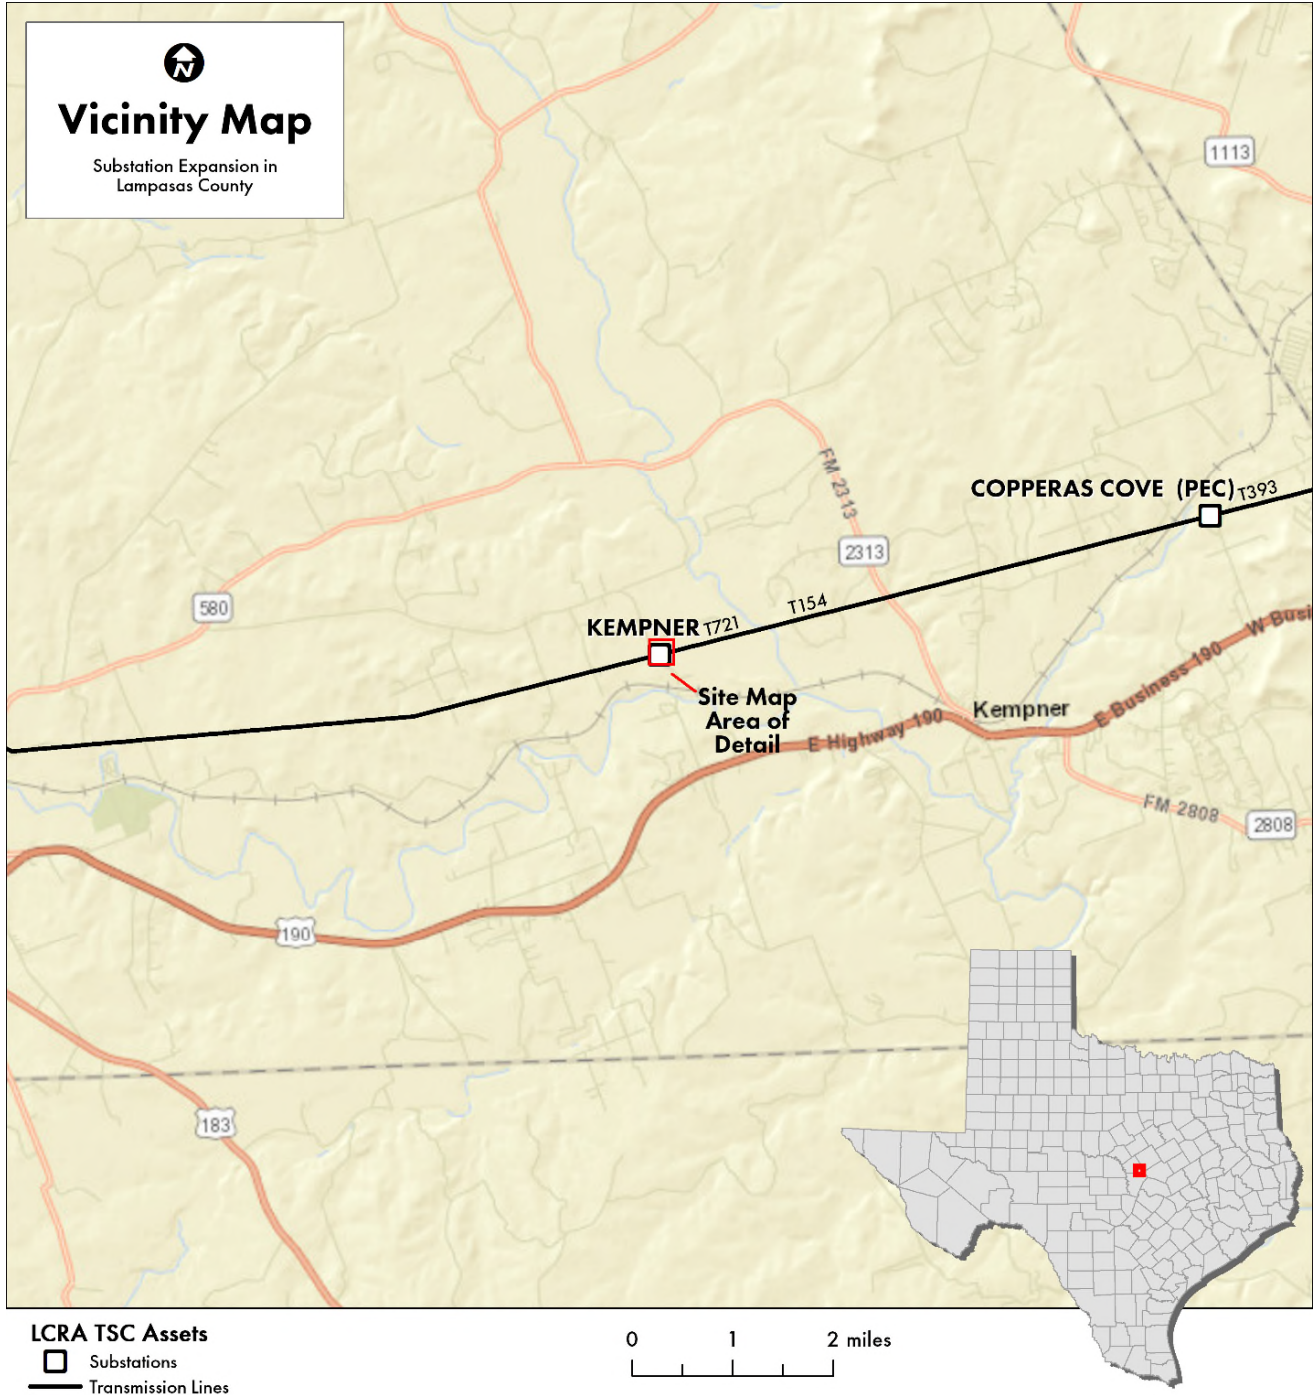 N
Vicinity Map
Substation Expansion in
Lampasas County
1113
FM 2313
COPPERAS COVE (PEC)
T393
2313
580
T154
KEMPNER
T721
W Busi
E Business 190
Site Map
Area of
Detail
Kempner
E Highway 190
FM 2808
2808
190
183
LCRA TSC Assets
Substations
Transmission Lines
0 1 2 miles